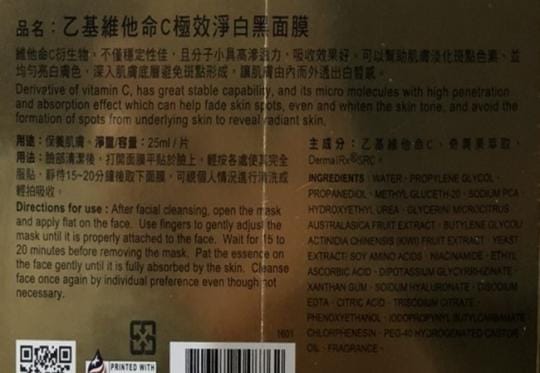 品名：乙基維他命C極效淨白黑面膜
維他命C衍生物，不僅穩定性佳，且分子小具高滲透力，吸收效果好，可以幫助肌膚淡化斑點色素、並
均勻亮白膚色，深入肌膚底層避免斑點形成，讓肌膚由內而外透出白皙感。
Derivative of vitamin C, has great stable capability, and its micro molecules with high penetration
and absorption effect which can help fade skin spots, even and whiten the skin tone, and avoid the
formation of spots from underlying skin to reveal radiant skin.
用途：保養肌膚。淨重/容量：25ml / 片
用法：臉部清潔後，打開面膜平貼於臉上，輕按各處使其完全
服貼，靜待15~20分鐘後取下面膜，可視個人情況進行清洗或
輕拍吸收。
Directions for use : After facial cleansing, open the mask
and apply flat on the face. Use fingers to gently adjust the
mask until it is properly attached to the face. Wait for 15 to
20 minutes before removing the mask. Pat the essence on
the face gently until it is fully absorbed by the skin. Cleanse
face once again by individual preference even though not
necessary.
主成分：乙基維他命C、奇異果萃取、
DermalRx®SRC。
INGREDIENTS : WATER · PROPYLENE GLYCOL ·
PROPANEDIOL · METHYL GLUCETH-20 · SODIUM PCA ·
HYDROXYETHYL UREA · GLYCERIN/ MICROCITRUS
AUSTRALASICA FRUIT EXTRACT · BUTYLENE GLYCOL/
ACTINIDIA CHINENSIS (KIWI) FRUIT EXTRACT · YEAST
EXTRACT/ SOY AMINO ACIDS · NIACINAMIDE · ETHYL
ASCORBIC ACID · DIPOTASSIUM GLYCYRRHIZINATE ·
XANTHAN GUM · SODIUM HYALURONATE · DISODIUM
EDTA · CITRIC ACID · TRISODIUM CITRATE ·
PHENOXYETHANOL · IODOPROPYNYL BUTYLCARBAMATE ·
CHLORPHENESIN · PEG-40 HYDROGENATED CASTOR
OIL · FRAGRANCE ·
1601
PRINTED WITH